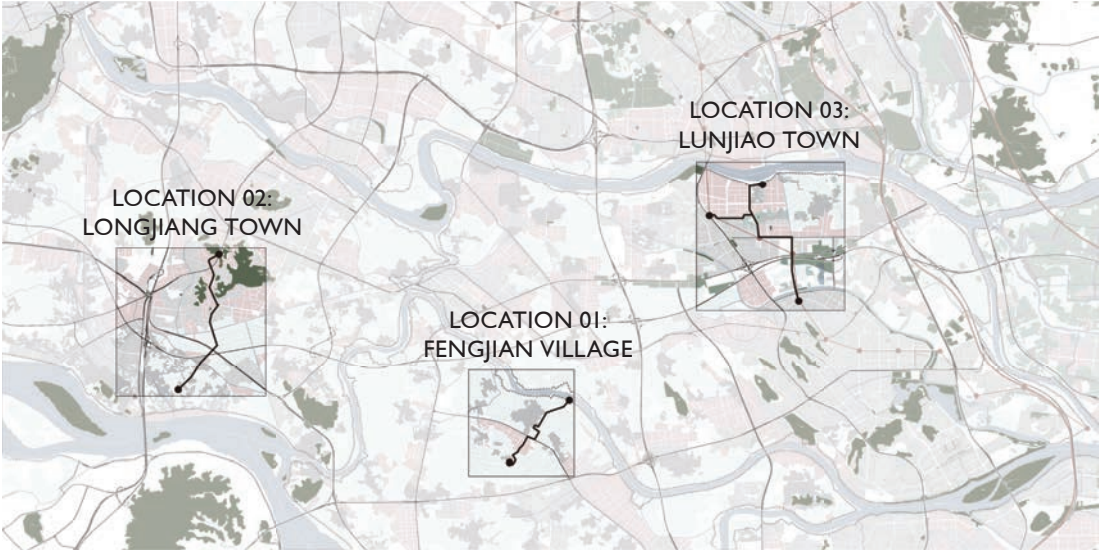 LOCATION 03:
LUNJIAO TOWN
LOCATION 02:
LONGJIANG TOWN
LOCATION 01:
FENGJIAN VILLAGE